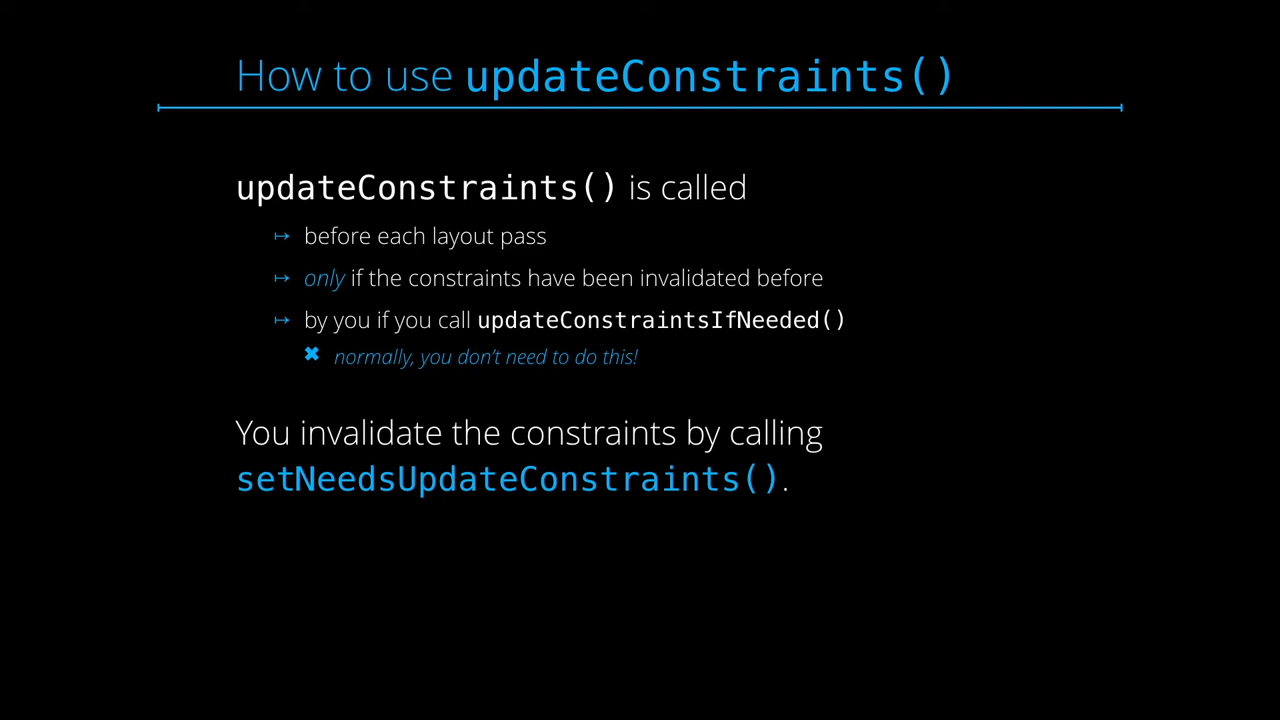 How to use updateConstraints()
updateConstraints() is called
↦ before each layout pass
↦ only if the constraints have been invalidated before
↦ by you if you call updateConstraintsIfNeeded()
✖ normally, you don’t need to do this!
You invalidate the constraints by calling
setNeedsUpdateConstraints().